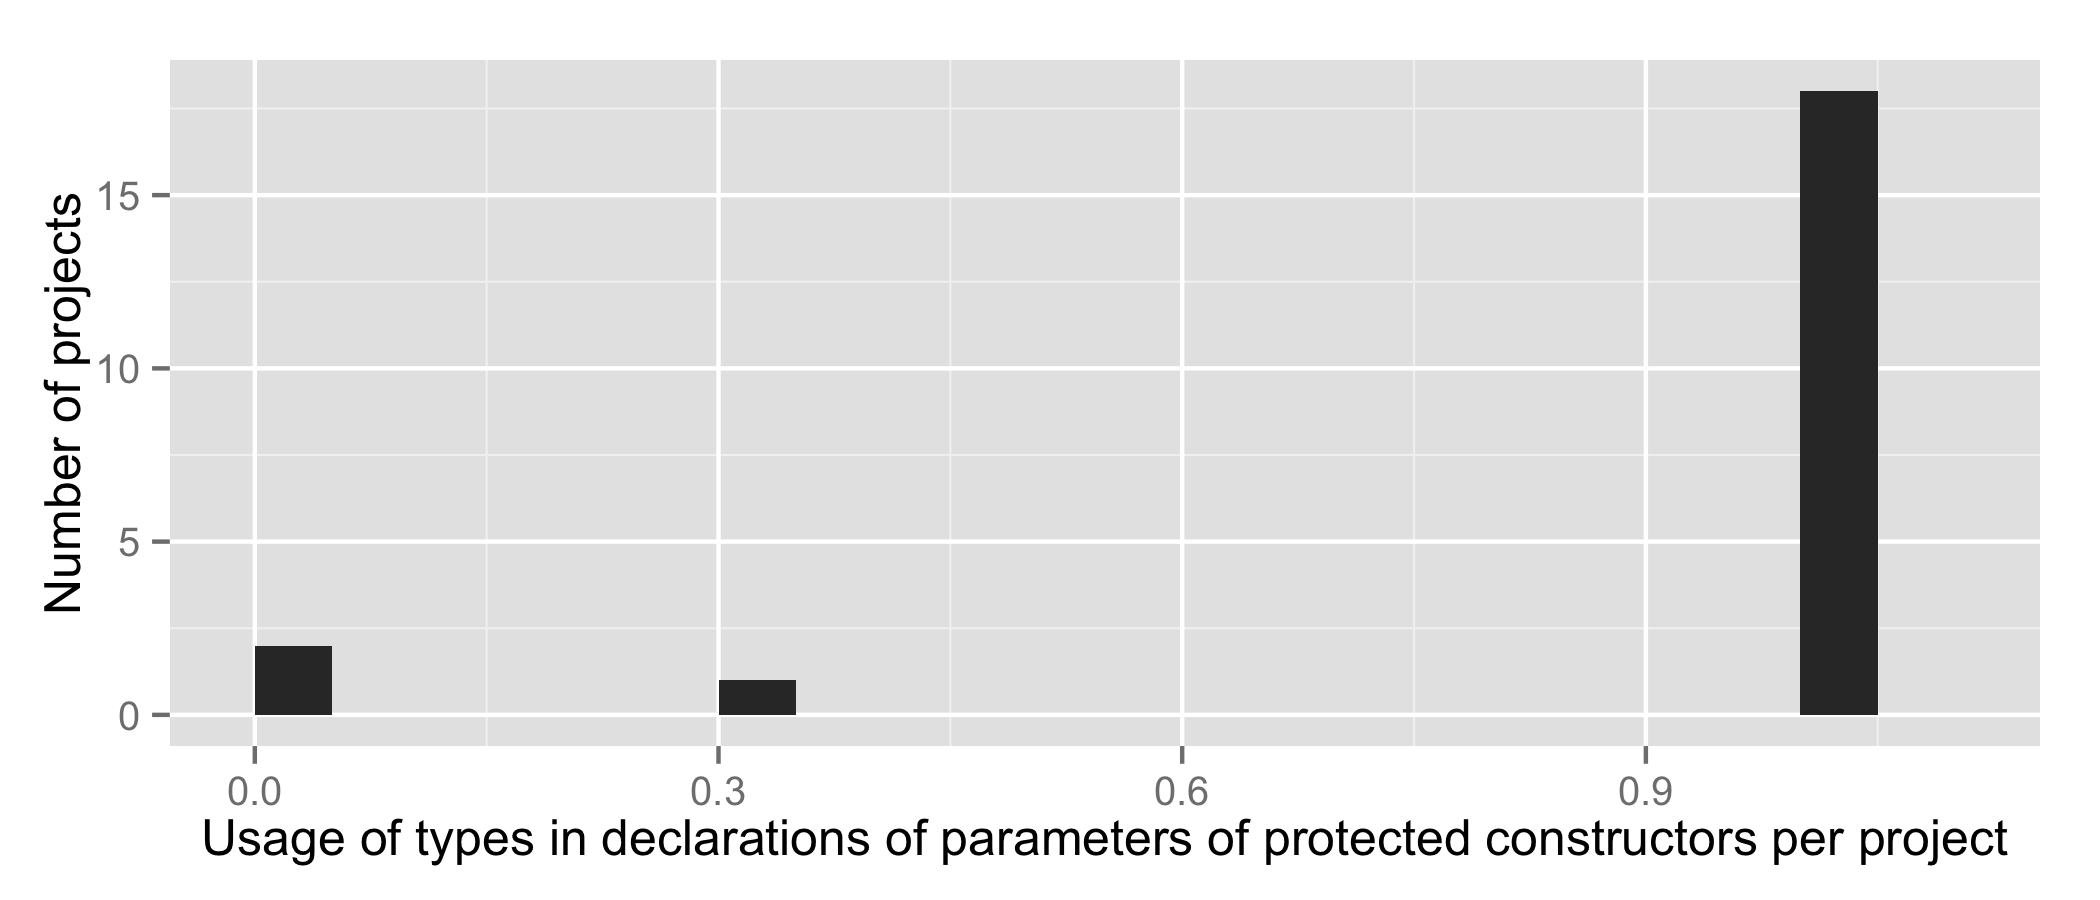 Number of projects
15
10
5
0
0.0 0.3 0.6 0.9
Usage of types in declarations of parameters of protected constructors per project